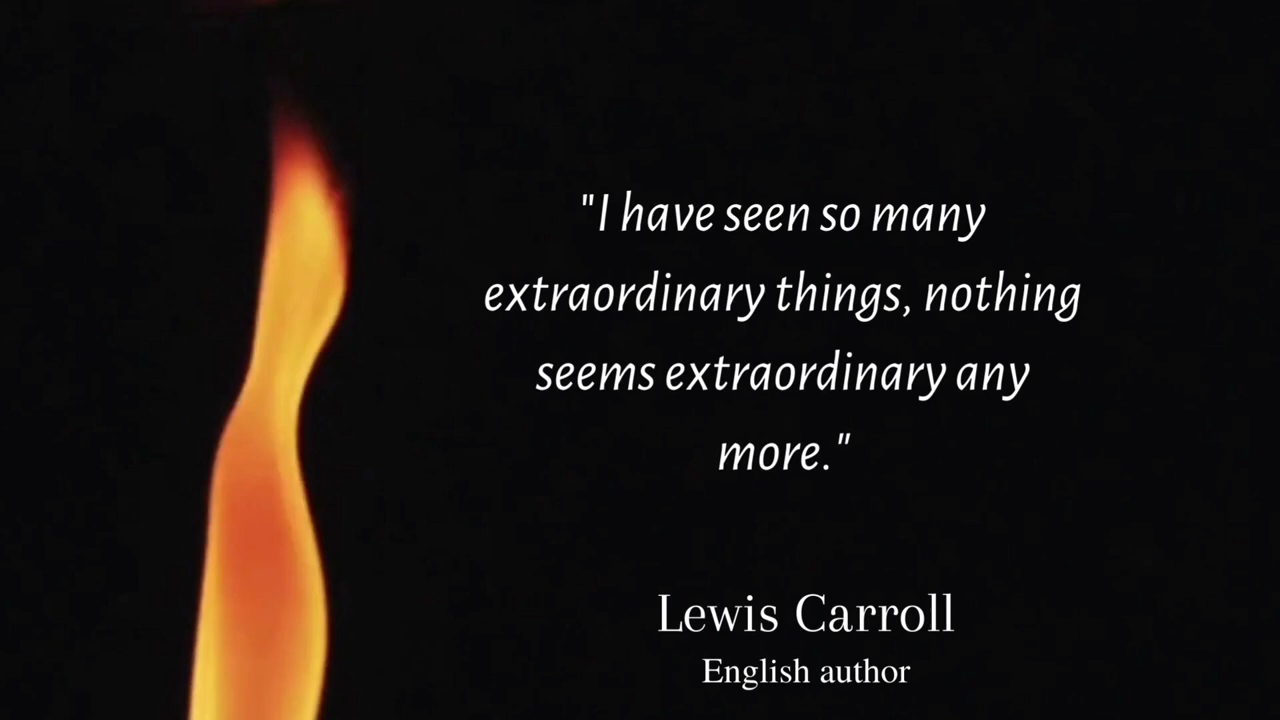 "I have seen so many
extraordinary things, nothing
seems extraordinary any
more."
Lewis Carroll
English author